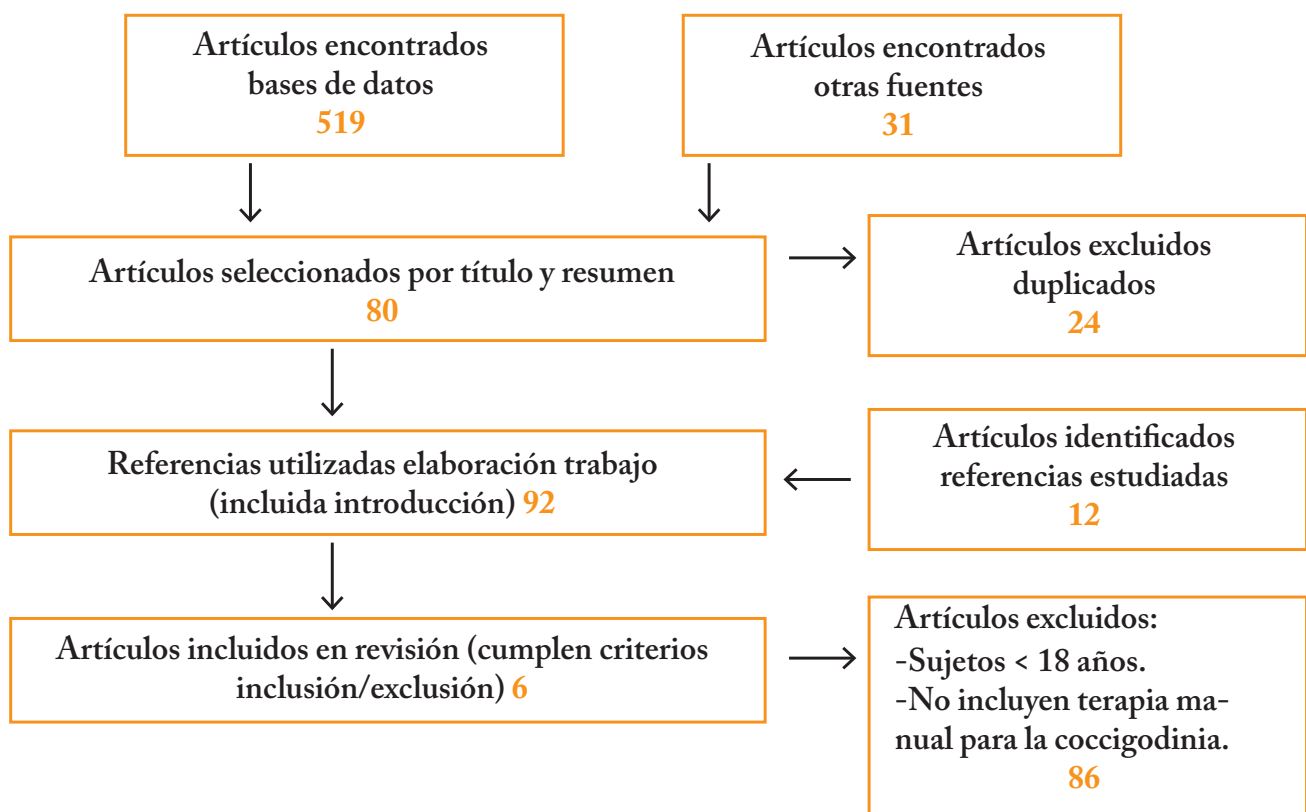 Artículos encontrados
bases de datos
519
Artículos encontrados
otras fuentes
31
Artículos seleccionados por título y resumen
80
Artículos excluidos
duplicados
24
Referencias utilizadas elaboración trabajo
(incluida introducción) 92
Artículos identificados
referencias estudiadas
12
Artículos incluidos en revisión (cumplen criterios
inclusión/exclusión) 6
Artículos excluidos:
-Sujetos < 18 años.
-No incluyen terapia ma-
nual para la coccigodinia.
86